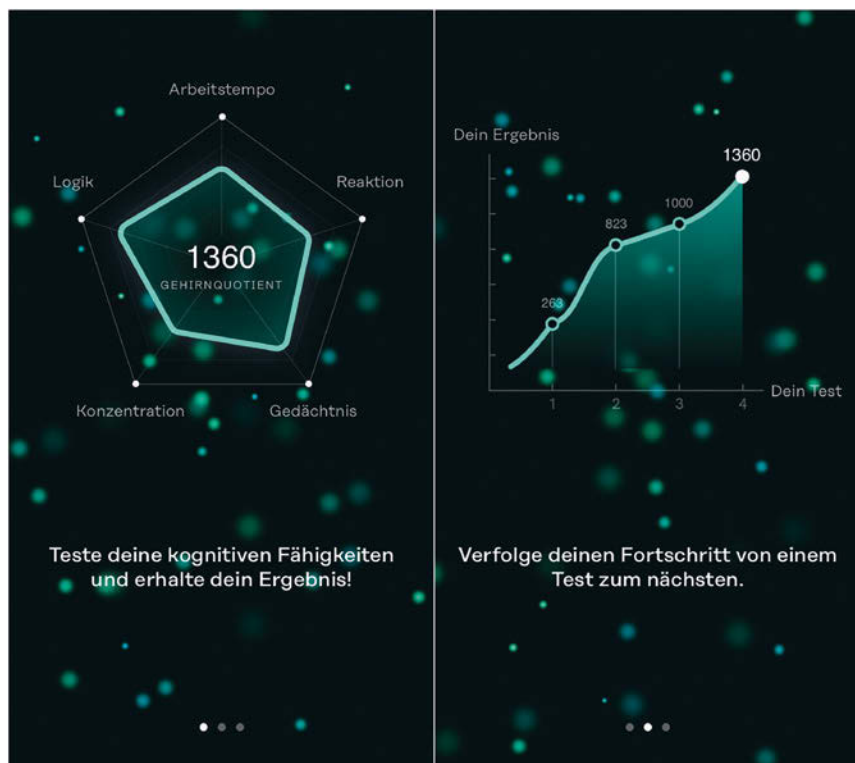 Arbeitstempo
Logik
Reaktion
1360
GEHIRNQUOTIENT
Konzentration
Gedächtnis
Teste deine kognitiven Fähigkeiten
und erhalte dein Ergebnis!
Dein Ergebnis
1360
1000
823
263
Dein Test
1
2
3
4
Verfolge deinen Fortschritt von einem
Test zum nächsten.